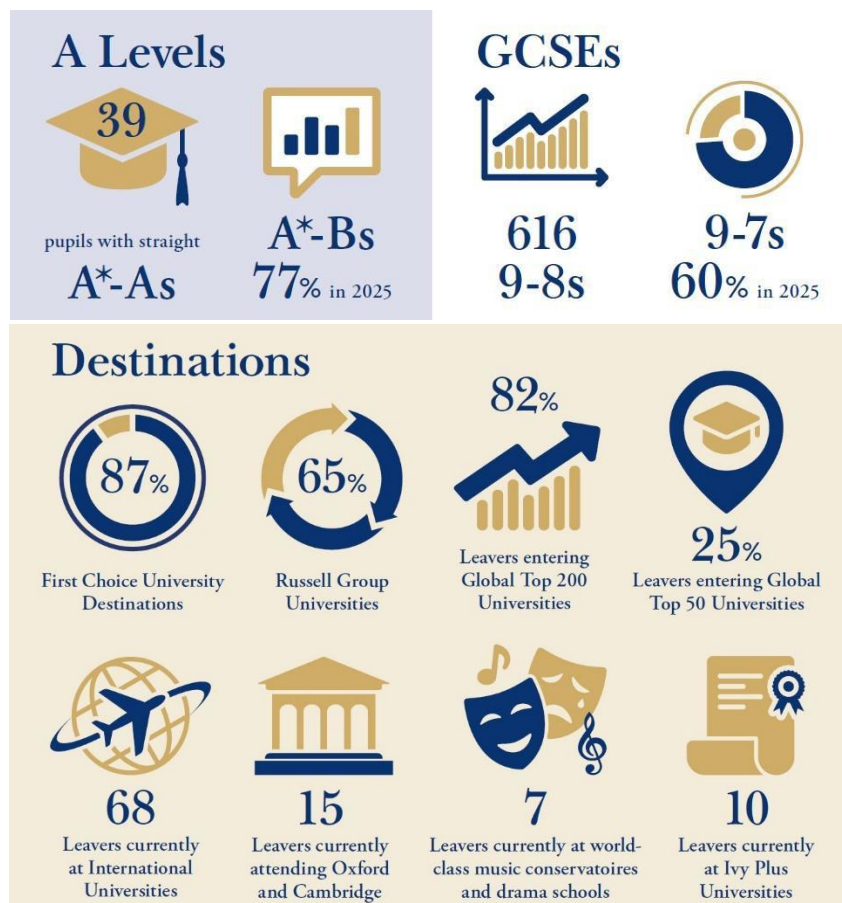 A Levels
39
pupils with straight
A*-As
A*-Bs
77% in 2025
GCSEs
616
9-8s
9-7s
60% in 2025
Destinations
87%
First Choice University
Destinations
65%
Russell Group
Universities
82%
Leavers entering
Global Top 200
Universities
25%
Leavers entering Global
Top 50 Universities
68
Leavers currently
at International
Universities
15
Leavers currently
attending Oxford
and Cambridge
7
Leavers currently at world-
class music conservatoires
and drama schools
10
Leavers currently
at Ivy Plus
Universities